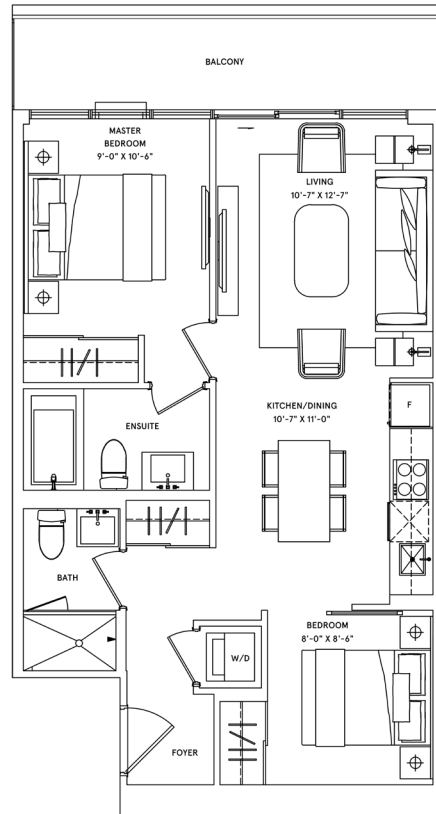 BALCONY
MASTER
BEDROOM
9'-0" X 10'-6"
LIVING
10'-7" X 12'-7"
KITCHEN/DINING
10'-7" X 11'-0"
F
ENSUITE
BATH
BEDROOM
8'-0" X 8'-6"
W/D
FOYER